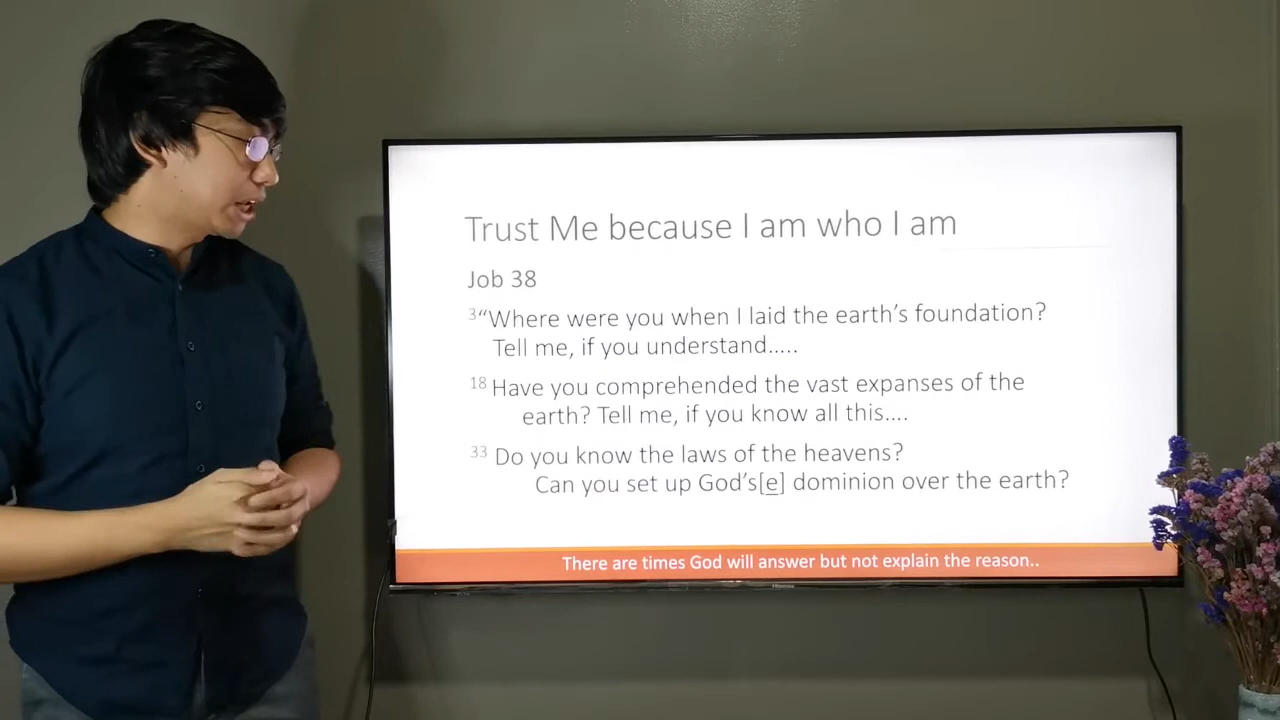 Trust Me because I am who I am
Job 38
3“Where were you when I laid the earth’s foundation?
Tell me, if you understand.....
18 Have you comprehended the vast expanses of the
earth? Tell me, if you know all this....
33 Do you know the laws of the heavens?
Can you set up God’s[e] dominion over the earth?
There are times God will answer but not explain the reason..
Hisense